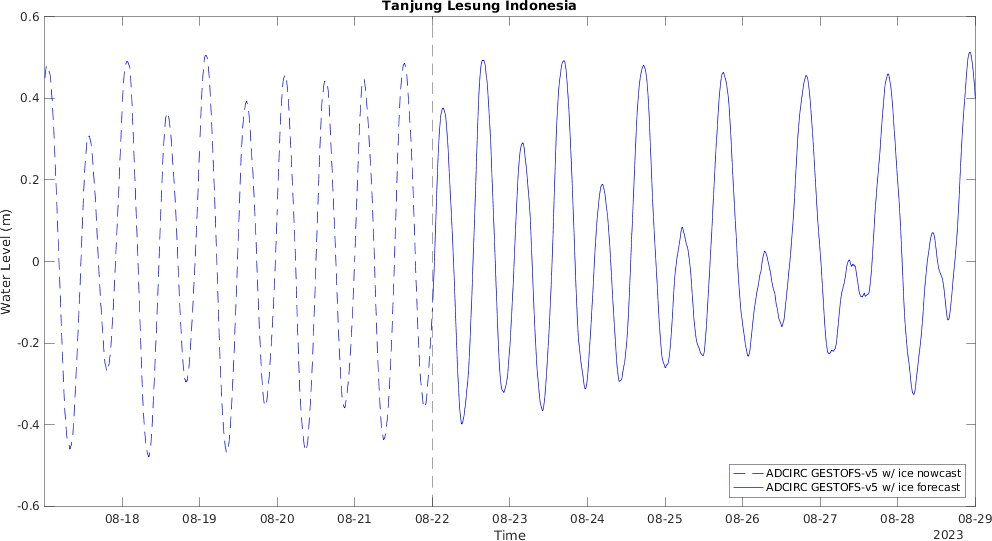 Tanjung Lesung Indonesia
0.6
0.4
0.2
0
-0.2
-0.4
-0.6
Water Level (m)
ADCIRC GESTOFS-v5 w/ ice nowcast
ADCIRC GESTOFS-v5 w/ ice forecast
08-18 08-19 08-20 08-21 08-22 08-23 08-24 08-25 08-26 08-27 08-28 08-29
Time
2023